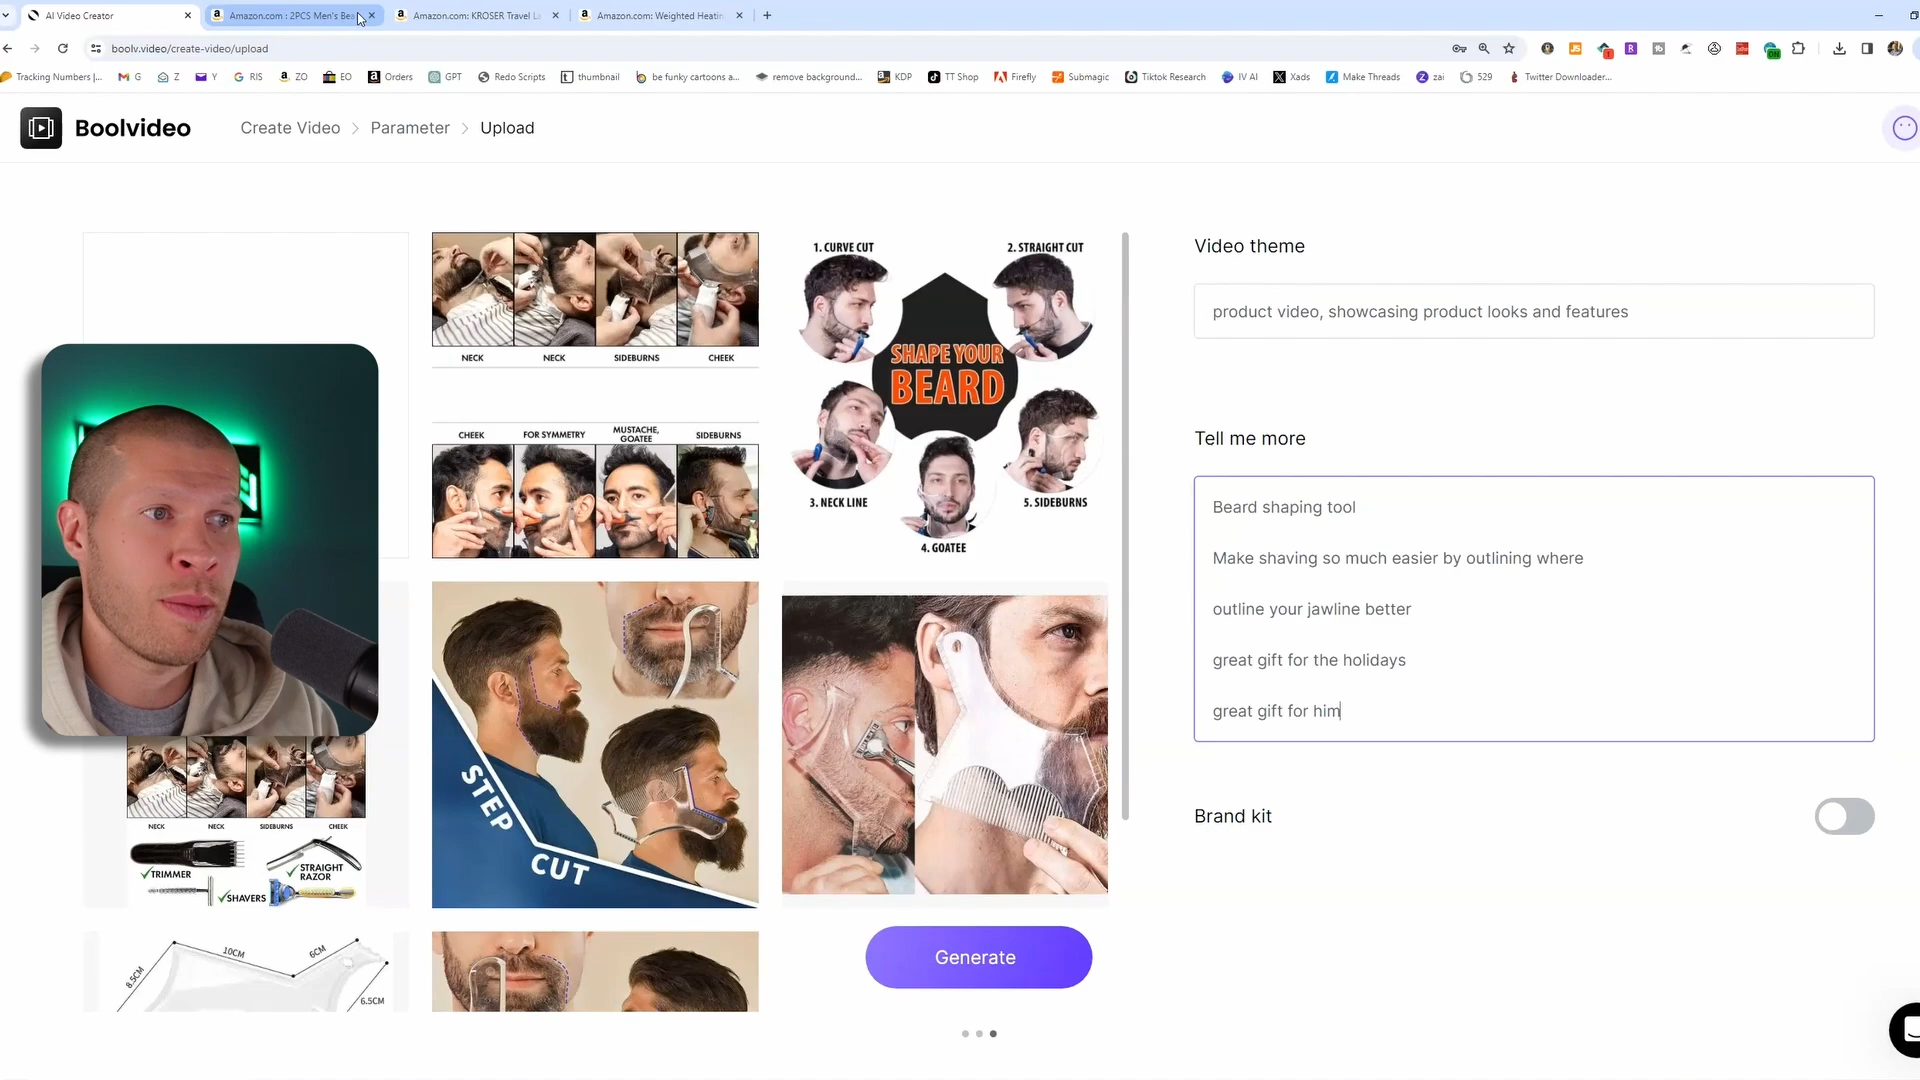 AI Video Creator
Amazon.com : 2PCS Men's Bea
Amazon.com: KROSER Travel La
Amazon.com: Weighted Heatin
boolv.video/create-video/upload
Tracking Numbers |...
G
Z
Y
RIS
ZO
EO
Orders
GPT
Redo Scripts
thumbnail
be funky cartoons a...
remove background...
KDP
TT Shop
Firefly
Submagic
Tiktok Research
IV AI
Xads
Make Threads
zai
529
Twitter Downloader...
Boolvideo
Create Video > Parameter > Upload
NECK
NECK
SIDEBURNS
CHEEK
CHEEK
FOR SYMMETRY
MUSTACHE,
GOATEE
SIDEBURNS
1. CURVE CUT
2. STRAIGHT CUT
SHAPE YOUR
BEARD
3. NECK LINE
5. SIDEBURNS
4. GOATEE
NECK
NECK
SIDEBURNS
CHEEK
TRIMMER
STRAIGHT
RAZOR
SHAVERS
STEP
CUT
10CM
6CM
8.5CM
6.5CM
Generate
Video theme
product video, showcasing product looks and features
Tell me more
Beard shaping tool
Make shaving so much easier by outlining where
outline your jawline better
great gift for the holidays
great gift for him
Brand kit